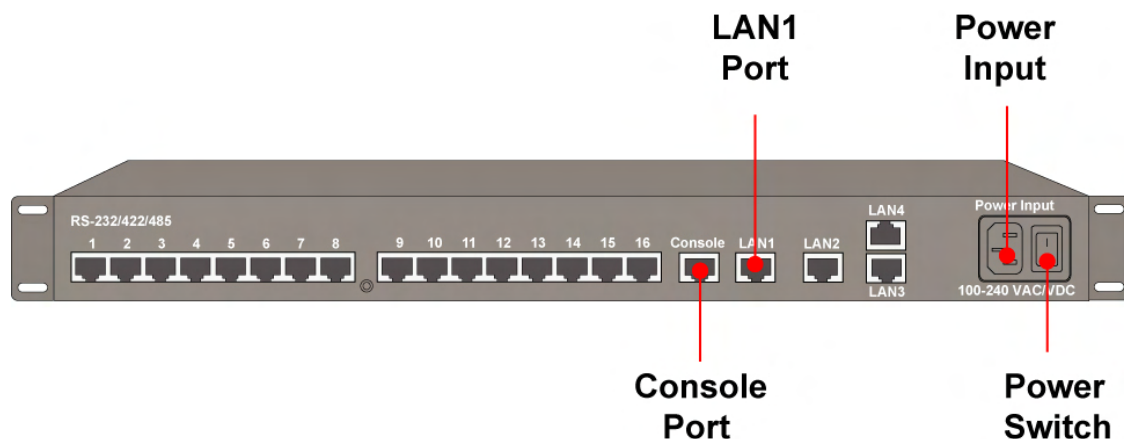 LAN1
Port
Power
Input
RS-232/422/485
1 2 3 4 5 6 7 8 9 10 11 12 13 14 15 16 Console LAN1 LAN2
LAN4
LAN3
Power Input
100-240 VAC/VDC
Console
Port
Power
Switch